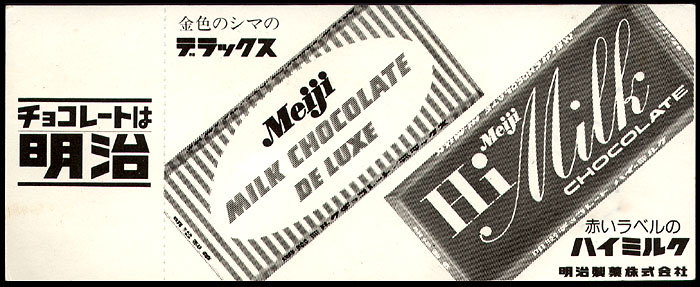 チョコレートは
明治
金色のシマの
デラックス
Meiji
MILK CHOCOLATE
DE LUXE
Meiji
Hi Milk
CHOCOLATE
赤いラベルの
ハイミルク
明治製菓株式会社